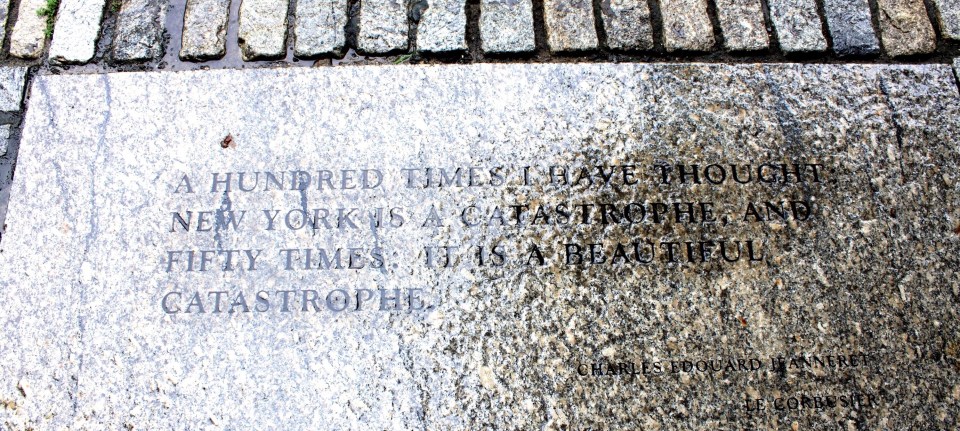 A HUNDRED TIMES I HAVE THOUGHT:
NEW YORK IS A CATASTROPHE, AND
FIFTY TIMES: IT IS A BEAUTIFUL
CATASTROPHE.
CHARLES EDOUARD JEANNERET
LE CORBUSIER